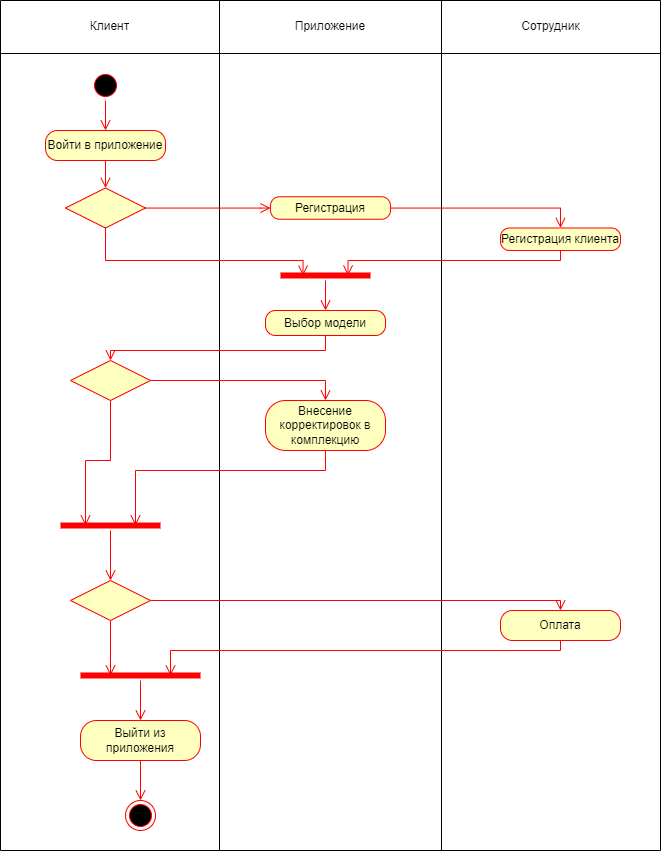 Клиент
Приложение
Сотрудник
Войти в приложение
Регистрация
Регистрация клиента
Выбор модели
Внесение
корректировок в
комплекцию
Оплата
Выйти из
приложения